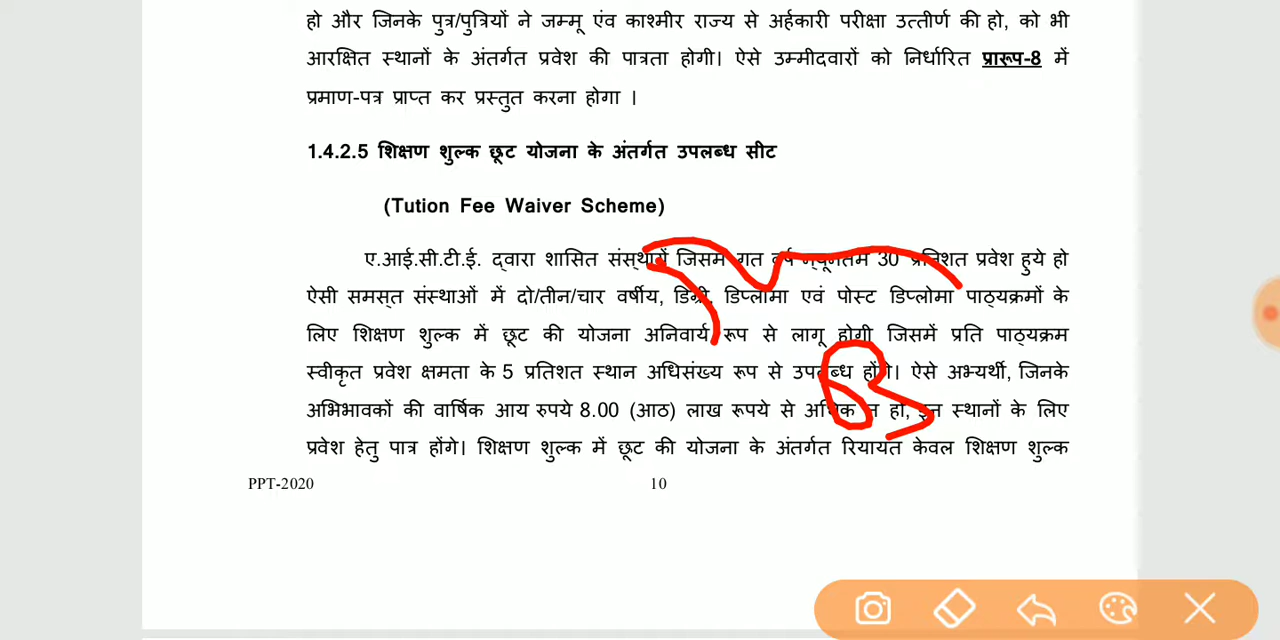 हो और जिनके पुत्र/पुत्रियों ने जम्मू एंव काश्मीर राज्य से अर्हकारी परीक्षा उत्तीर्ण की हो, को भी
आरक्षित स्थानों के अंतर्गत प्रवेश की पात्रता होगी। ऐसे उम्मीदवारों को निर्धारित प्रारूप-8 में
प्रमाण-पत्र प्राप्त कर प्रस्तुत करना होगा ।
1.4.2.5 शिक्षण शुल्क छूट योजना के अंतर्गत उपलब्ध सीट
(Tution Fee Waiver Scheme)
ए.आई.सी.टी.ई. द्वारा शासित संस्थायें जिसमें गत वर्ष न्यूनतम 30 प्रतिशत प्रवेश हुये हो
ऐसी समस्त संस्थाओं में दो/तीन/चार वर्षीय, डिग्री, डिप्लोमा एवं पोस्ट डिप्लोमा पाठ्यक्रमों के
लिए शिक्षण शुल्क में छूट की योजना अनिवार्य रूप से लागू होगी जिसमें प्रति पाठ्यक्रम
स्वीकृत प्रवेश क्षमता के 5 प्रतिशत स्थान अधिसंख्य रूप से उपलब्ध होंगे। ऐसे अभ्यर्थी, जिनके
अभिभावकों की वार्षिक आय रुपये 8.00 (आठ) लाख रूपये से अधिक न हो, इन स्थानों के लिए
प्रवेश हेतु पात्र होंगे। शिक्षण शुल्क में छूट की योजना के अंतर्गत रियायत केवल शिक्षण शुल्क
PPT-2020 10